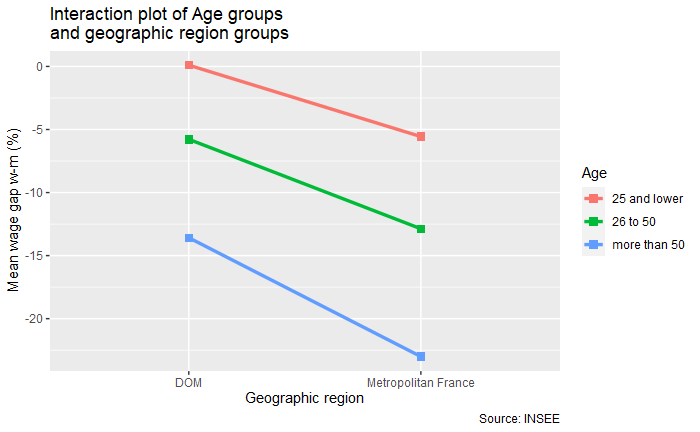 Interaction plot of Age groups
and geographic region groups
Mean wage gap w-m (%)
0
-5
-10
-15
-20
DOM
Metropolitan France
Geographic region
Age
25 and lower
26 to 50
more than 50
Source: INSEE